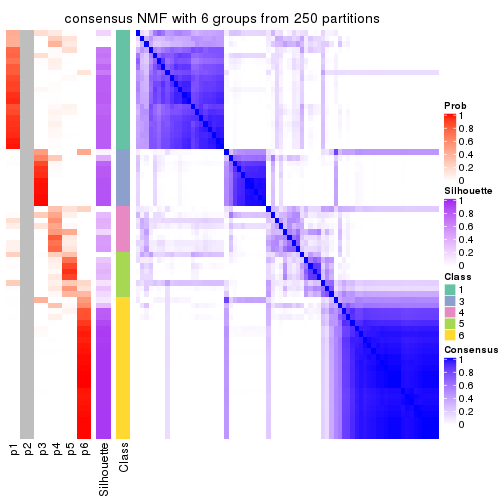 consensus NMF with 6 groups from 250 partitions
Prob
1
0.8
0.6
0.4
0.2
0
Silhouette
1
0.8
0.6
0.4
0.2
0
Class
1
3
4
5
6
Consensus
1
0.8
0.6
0.4
0.2
0
p1
p2
p3
p4
p5
p6
Silhouette
Class